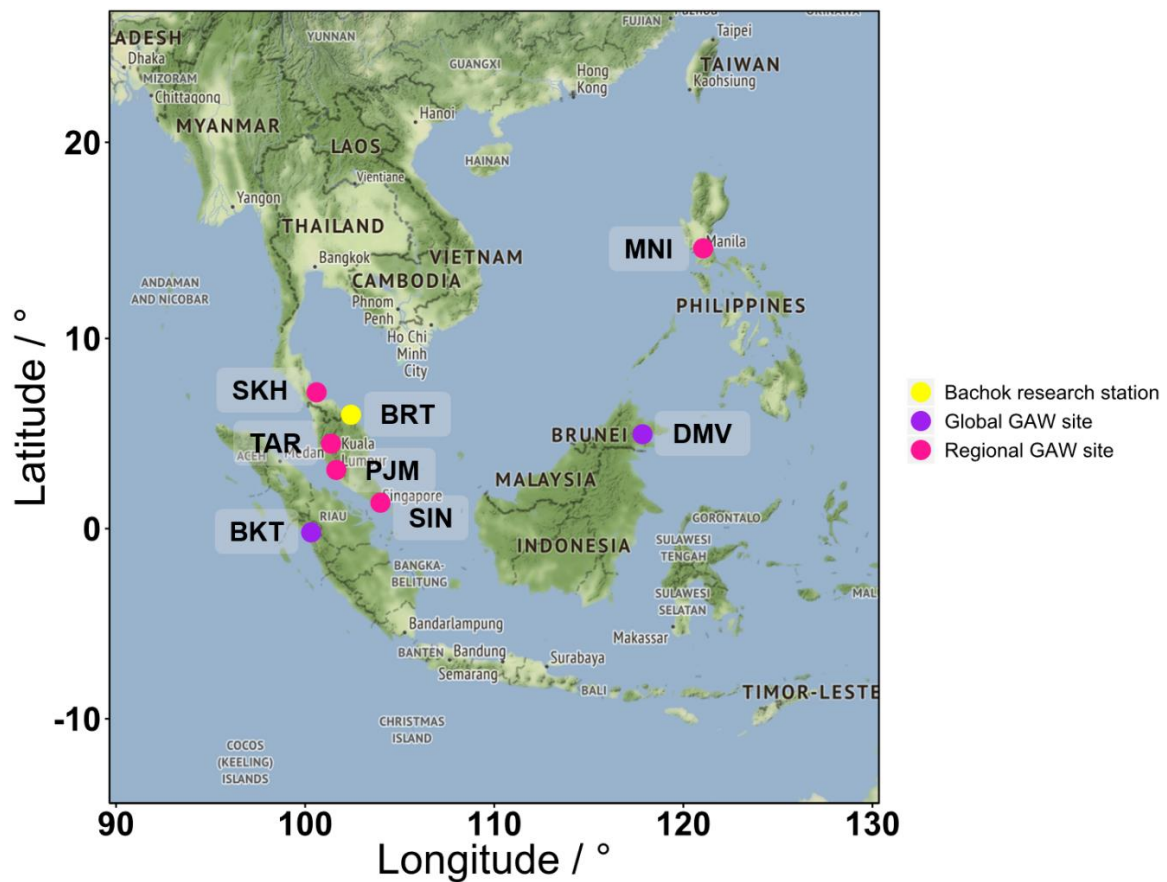 FUJIAN
LADESH
Dhaka
YUNNAN
Taipei
MIZORAM
GUANGXI
TAIWAN
Chittagong
Hong
Kong
Kaohsiung
MYANMAR
Hanoi
20
LAOS
HAINAN
Vientiane
Yangon
THAILAND
MNI
Manila
Bangkok
VIETNAM
ANDAMAN
AND NICOBAR
CAMBODIA
Phnom
Penh
PHILIPPINES
10
Ho Chi
Minh
City
SKH
BRT
Bachok research station
TAR
Kuala
Lumpur
BRUNEI
DMV
Global GAW site
ACEH
Medan
PJM
Regional GAW site
MALAYSIA
Singapore
SIN
RIAU
GORONTALO
0
BKT
INDONESIA
SULAWESI
TENGAH
BANGKA-
BELITUNG
SULAWESI
SELATAN
MAL
Bandarlampung
Makassar
BANTEN
Bandung
Surabaya
Semarang
BALI
TIMOR-LESTE
-10
CHRISTMAS
ISLAND
COCOS
(KEELING)
ISLANDS
90
100
110
120
130
Latitude / °
Longitude / °